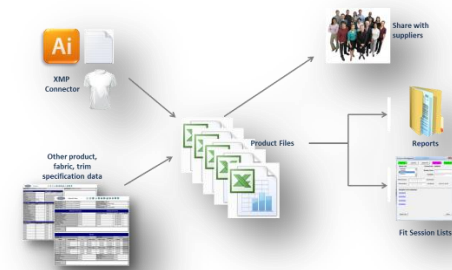 Ai
XMP
Connector
Share with
suppliers
Product Files
Reports
Other product,
fabric, trim
specification data
Fit Session Lists